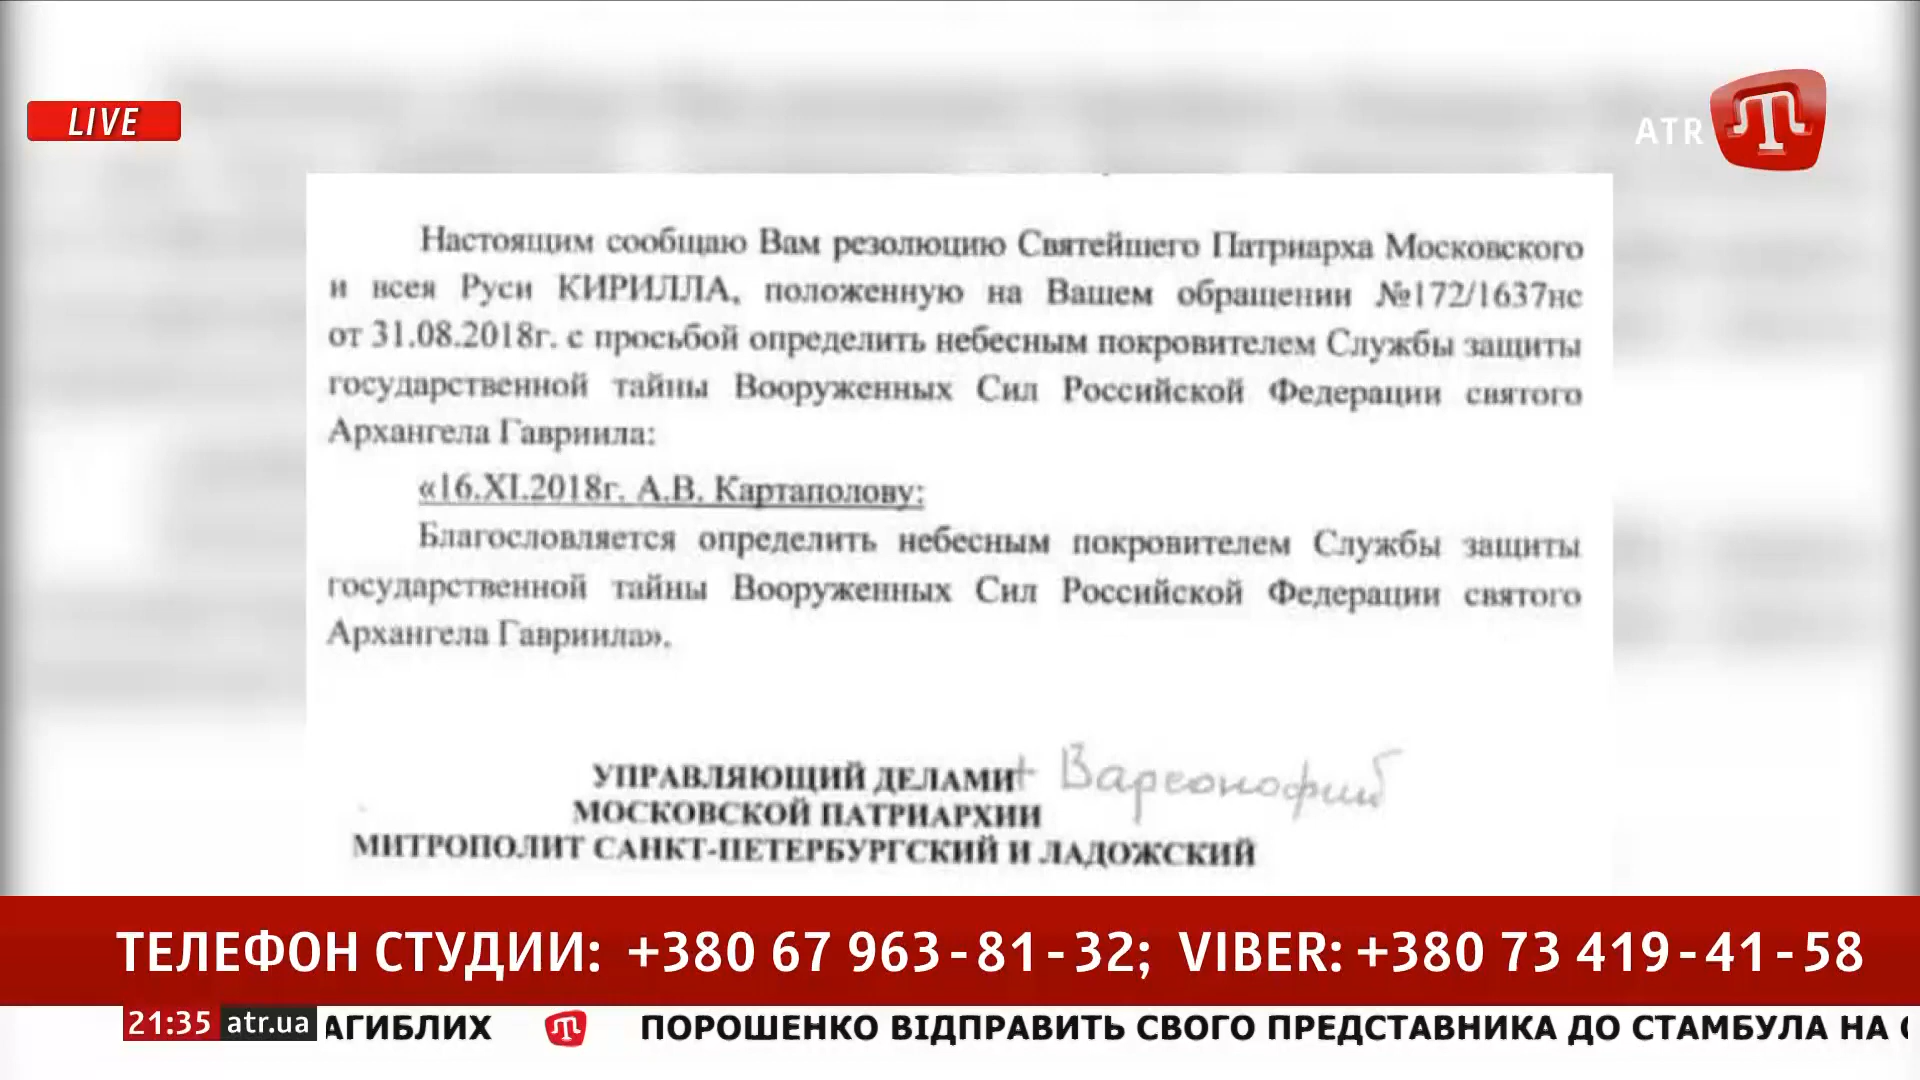 LIVE
ATR
Настоящим сообщаю Вам резолюцию Святейшего Патриарха Московского
и всея Руси КИРИЛЛА, положенную на Вашем обращении №172/1637нс
от 31.08.2018г. с просьбой определить небесным покровителем Службы защиты
государственной тайны Вооруженных Сил Российской Федерации святого
Архангела Гавриила:
«16.XI.2018г. А.В. Картаполову:
Благословляется определить небесным покровителем Службы защиты
государственной тайны Вооруженных Сил Российской Федерации святого
Архангела Гавриила».
УПРАВЛЯЮЩИЙ ДЕЛАМИ + Варсонофий
МОСКОВСКОЙ ПАТРИАРХИИ
МИТРОПОЛИТ САНКТ-ПЕТЕРБУРГСКИЙ И ЛАДОЖСКИЙ
ТЕЛЕФОН СТУДИИ: +380 67 963-81-32; VIBER: +380 73 419-41-58
21:35 atr.ua АГИБЛИХ ПОРОШЕНКО ВІДПРАВИТЬ СВОГО ПРЕДСТАВНИКА ДО СТАМБУЛА НА